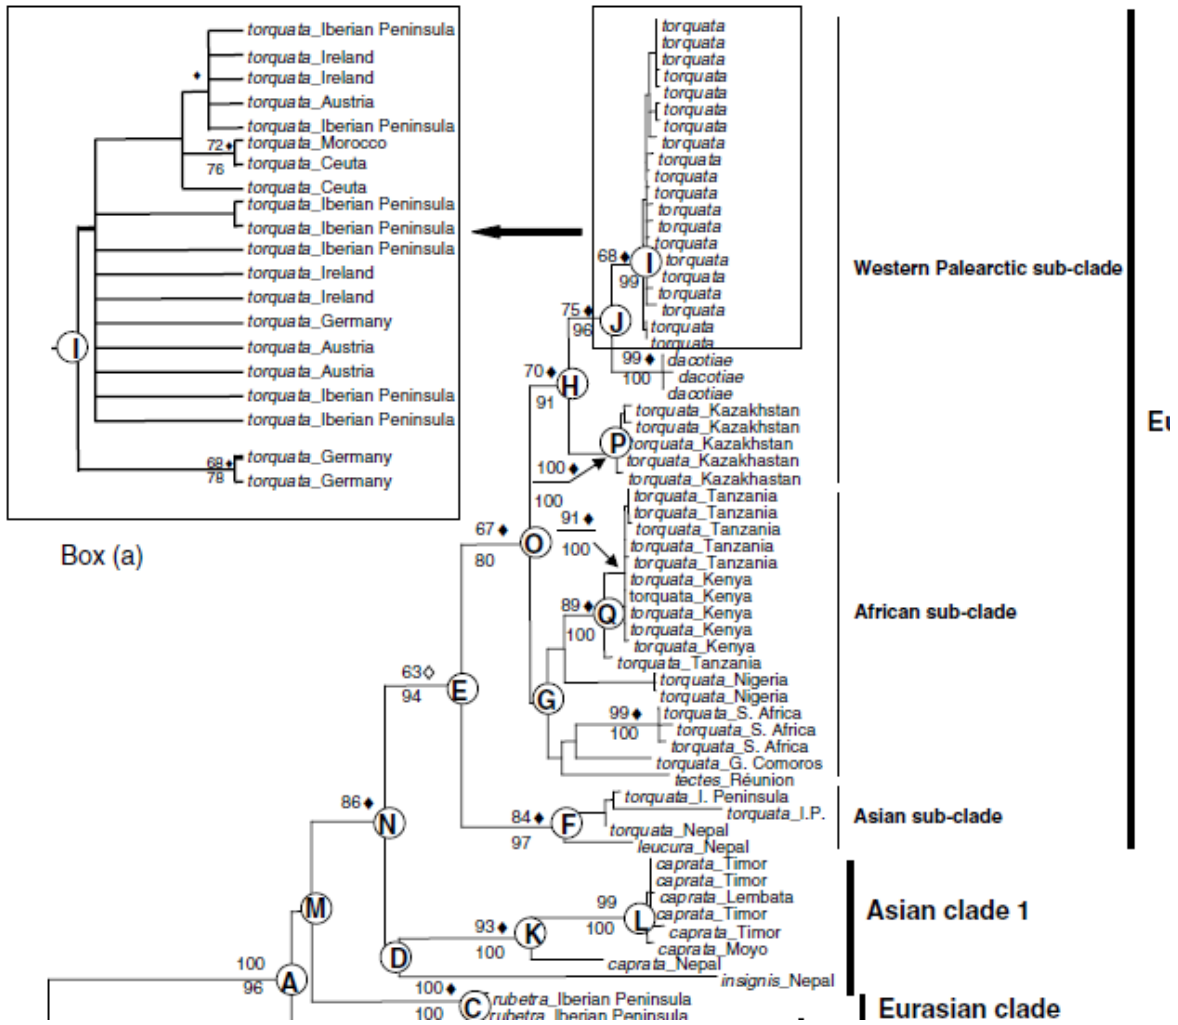 torquata_Iberian Peninsula
torquata_Ireland
torquata_Ireland
torquata_Austria
torquata_Iberian Peninsula
72♦
torquata_Morocco
76
torquata_Ceuta
torquata_Ceuta
torquata_Iberian Peninsula
torquata_Iberian Peninsula
torquata_Iberian Peninsula
torquata_Ireland
torquata_Ireland
torquata_Germany
I
torquata_Austria
torquata_Austria
torquata_Iberian Peninsula
torquata_Iberian Peninsula
68♦
torquata_Germany
78
torquata_Germany
Box (a)
torquata
torquata
torquata
torquata
torquata
torquata
torquata
torquata
torquata
torquata
torquata
torquata
torquata
torquata
68♦
I
torquata
99
torquata
torquata
torquata
75♦
J
96
torquata
torquata
99♦
dacotiae
100
dacotiae
dacotiae
70♦
H
91
torquata_Kazakhstan
torquata_Kazakhstan
P
torquata_Kazakhstan
torquata_Kazakhastan
torquata_Kazakhastan
100♦
100
Western Palearctic sub-clade
torquata_Tanzania
torquata_Tanzania
torquata_Tanzania
torquata_Tanzania
torquata_Tanzania
91♦
100
67♦
O
80
torquata_Kenya
torquata_Kenya
torquata_Kenya
torquata_Kenya
torquata_Kenya
89♦
Q
100
torquata_Tanzania
torquata_Nigeria
torquata_Nigeria
African sub-clade
63◇
E
94
G
99♦
torquata_S. Africa
100
torquata_S. Africa
torquata_S. Africa
torquata_G. Comoros
tectes_Réunion
torquata_I. Peninsula
torquata_I.P.
84♦
F
97
torquata_Nepal
leucura_Nepal
Asian sub-clade
86♦
N
caprata_Timor
caprata_Timor
caprata_Lembata
99
L
caprata_Timor
100
caprata_Timor
caprata_Moyo
93♦
K
100
caprata_Nepal
D
insignis_Nepal
Asian clade 1
M
100
A
96
100♦
C
100
rubetra_Iberian Peninsula
rubetra_Iberian Peninsula
Eurasian clade